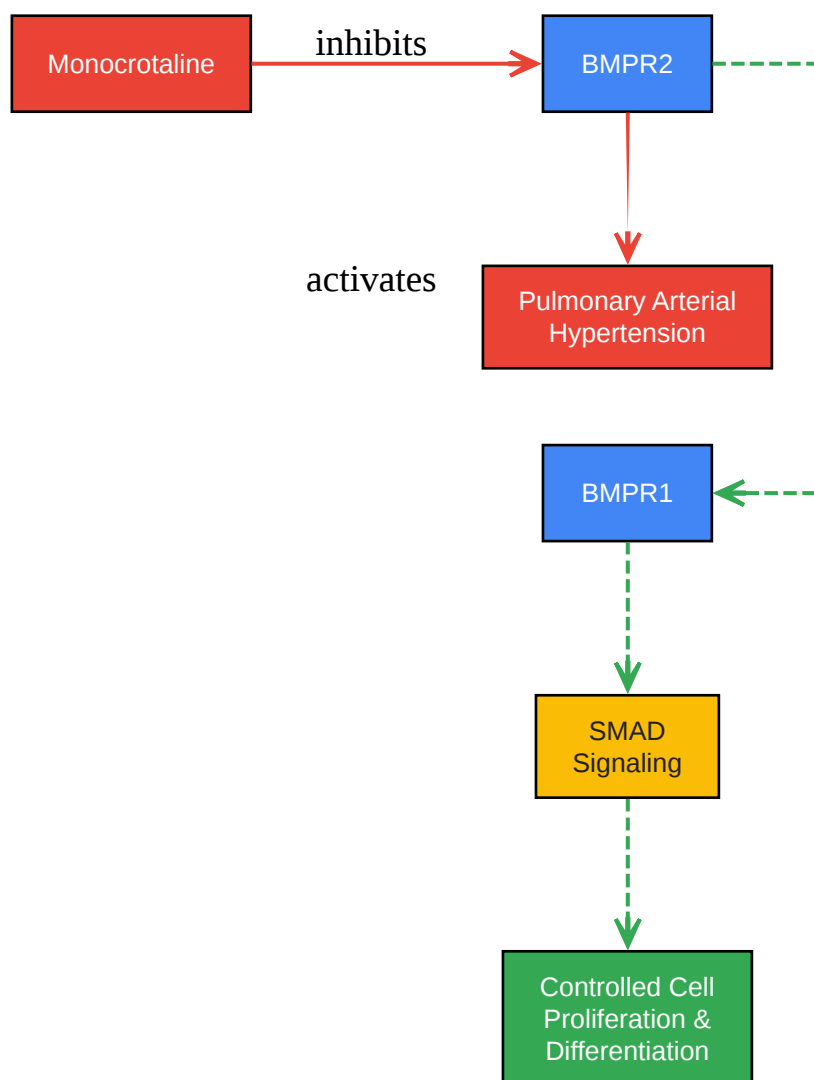 inhibits
Monocrotaline
BMPR2
activates
Pulmonary Arterial
Hypertension
BMPR1
SMAD
Signaling
Controlled Cell
Proliferation &
Differentiation